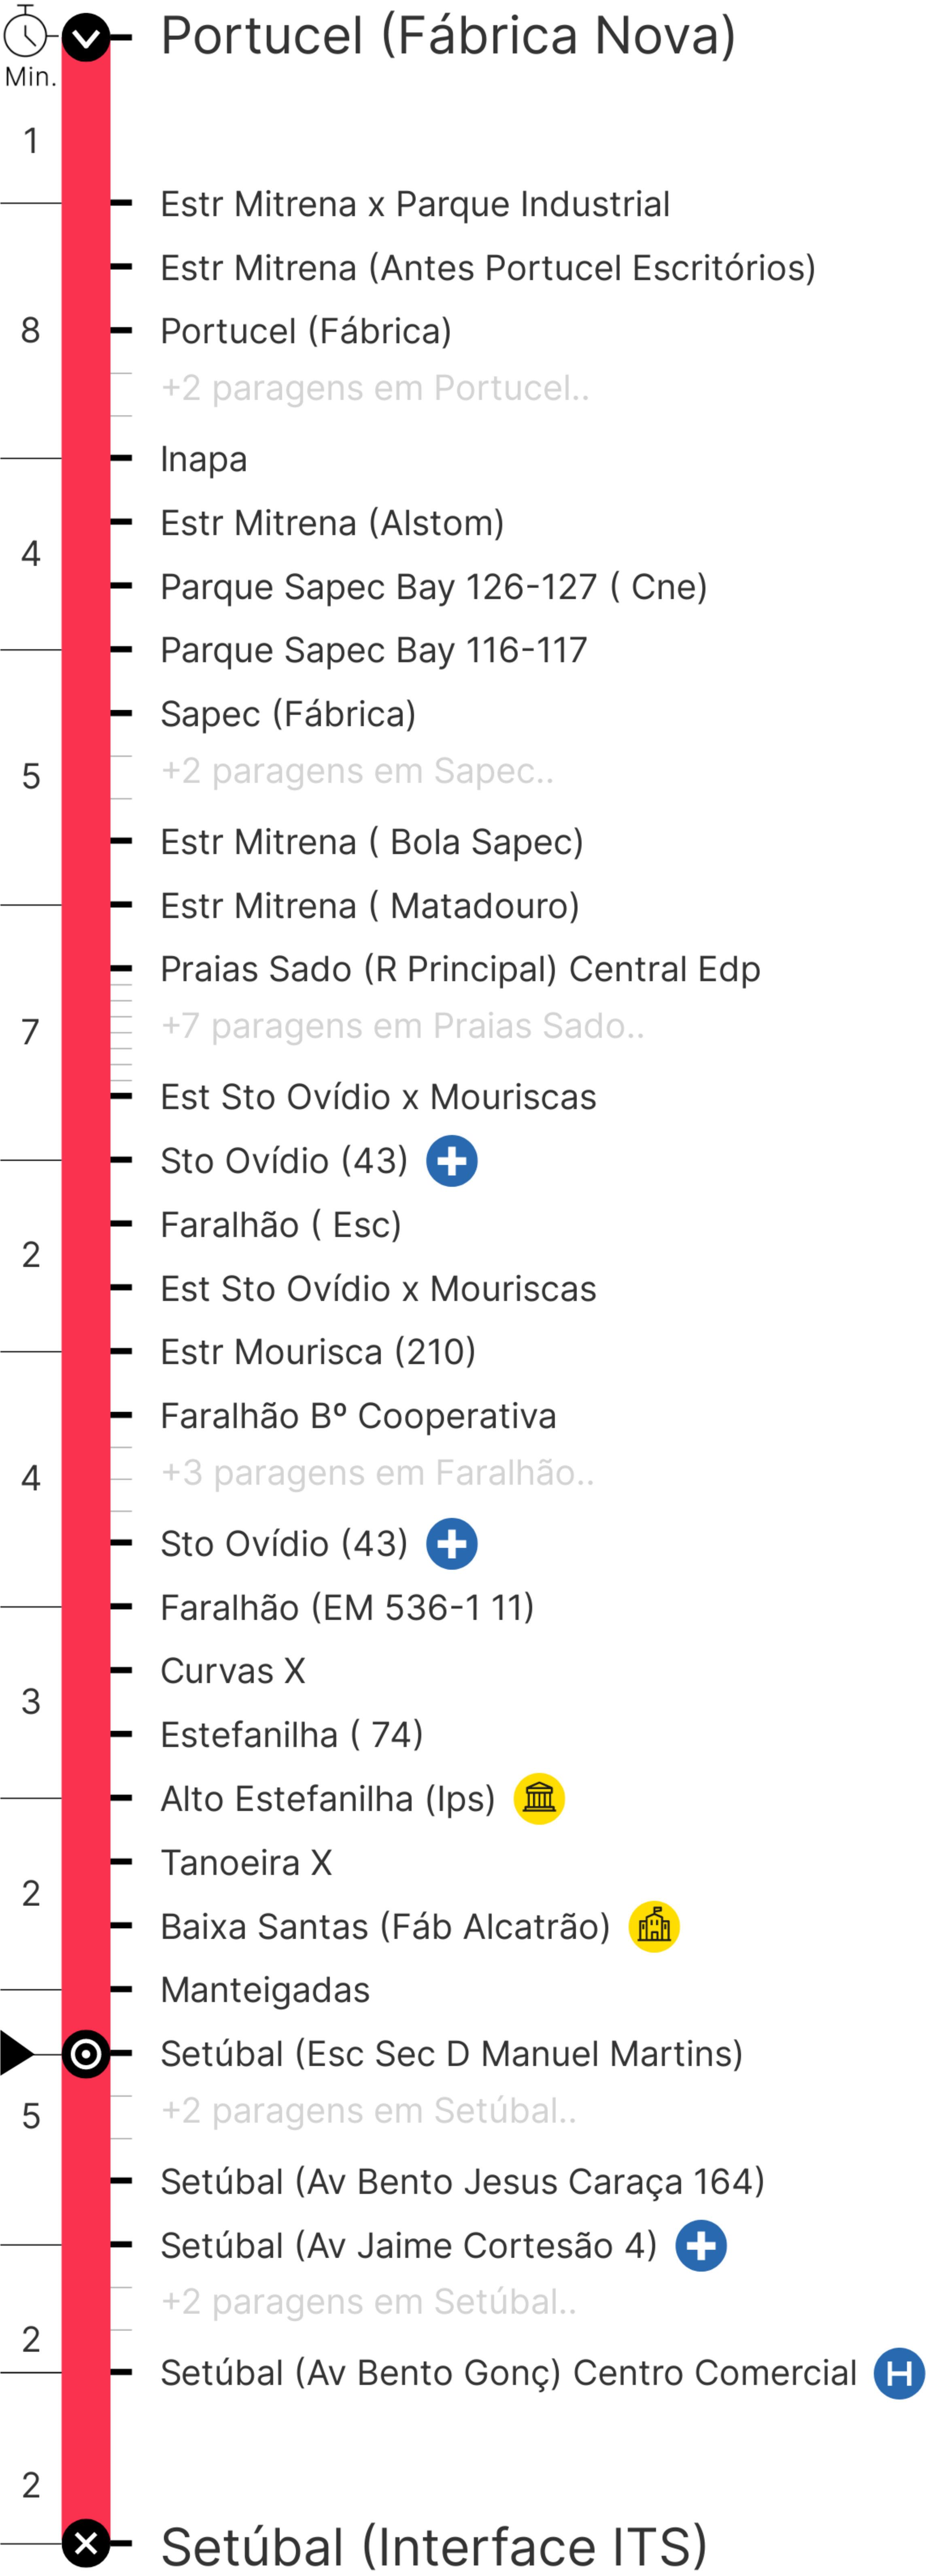 Portucel (Fábrica Nova)
Min.
1
Estr Mitrena x Parque Industrial
Estr Mitrena (Antes Portucel Escritórios)
8
Portucel (Fábrica)
+2 paragens em Portucel..
Inapa
Estr Mitrena (Alstom)
4
Parque Sapec Bay 126-127 ( Cne)
Parque Sapec Bay 116-117
Sapec (Fábrica)
5
+2 paragens em Sapec..
Estr Mitrena ( Bola Sapec)
Estr Mitrena ( Matadouro)
Praias Sado (R Principal) Central Edp
7
+7 paragens em Praias Sado..
Est Sto Ovídio x Mouriscas
Sto Ovídio (43)
Faralhão ( Esc)
2
Est Sto Ovídio x Mouriscas
Estr Mourisca (210)
Faralhão Bº Cooperativa
4
+3 paragens em Faralhão..
Sto Ovídio (43)
Faralhão (EM 536-1 11)
Curvas X
3
Estefanilha ( 74)
Alto Estefanilha (Ips)
Tanoeira X
2
Baixa Santas (Fáb Alcatrão)
Manteigadas
Setúbal (Esc Sec D Manuel Martins)
5
+2 paragens em Setúbal..
Setúbal (Av Bento Jesus Caraça 164)
Setúbal (Av Jaime Cortesão 4)
+2 paragens em Setúbal..
2
Setúbal (Av Bento Gonç) Centro Comercial H
2
Setúbal (Interface ITS)